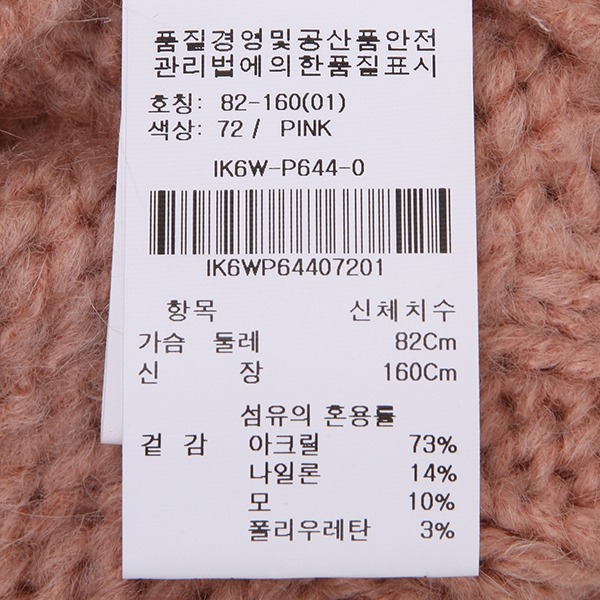 품질경영및공산품안전
관리법에의한품질표시
호칭: 82-160(01)
색상: 72 / PINK
IK6W-P644-0
IK6WP64407201
항목 신체치수
가슴 둘레 82Cm
신 장 160Cm
섬유의 혼용률
겉 감 아크릴 73%
나일론 14%
모 10%
폴리우레탄 3%